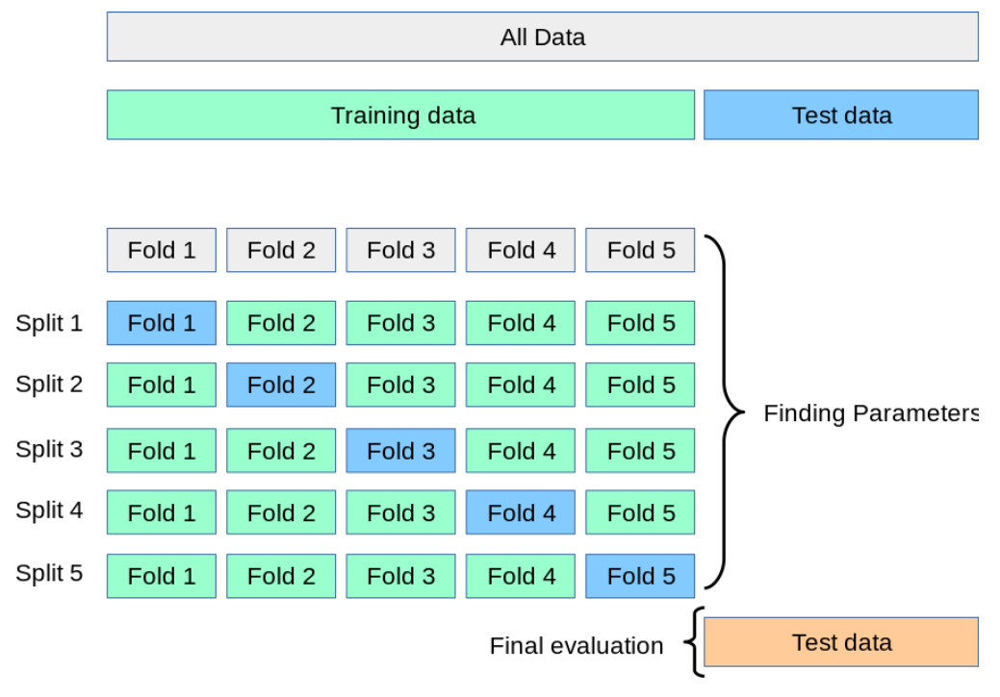 All Data
Training data Test data
Fold 1 Fold 2 Fold 3 Fold 4 Fold 5
Split 1 Fold 1 Fold 2 Fold 3 Fold 4 Fold 5
Split 2 Fold 1 Fold 2 Fold 3 Fold 4 Fold 5
Finding Parameters
Split 3 Fold 1 Fold 2 Fold 3 Fold 4 Fold 5
Split 4 Fold 1 Fold 2 Fold 3 Fold 4 Fold 5
Split 5 Fold 1 Fold 2 Fold 3 Fold 4 Fold 5
Final evaluation Test data